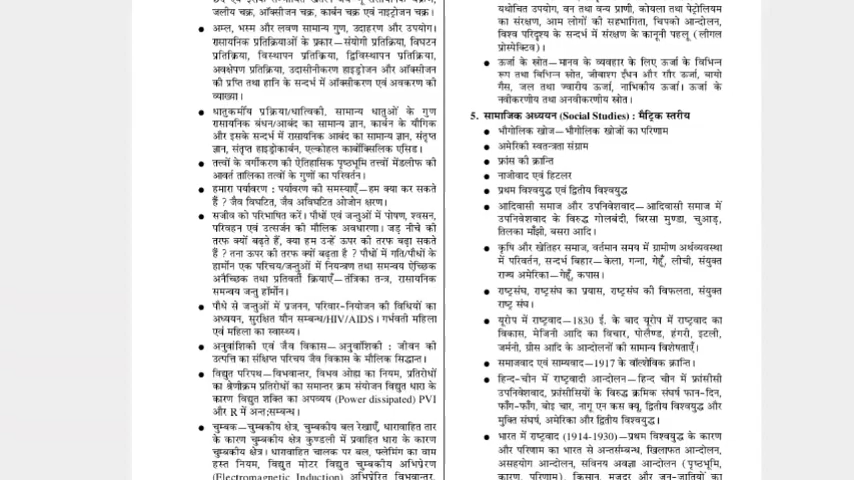 जलीय चक्र, ऑक्सीजन चक्र, कार्बन चक्र एवं नाइट्रोजन चक्र।
● अम्ल, भस्म और लवण सामान्य गुण, उदाहरण और उपयोग।
रासायनिक प्रतिक्रियाओं के प्रकार—संयोगी प्रतिक्रिया, विघटन
प्रतिक्रिया, विस्थापन प्रतिक्रिया, द्विविस्थापन प्रतिक्रिया,
अवक्षेपण प्रतिक्रिया, उदासीनीकरण हाइड्रोजन और ऑक्सीजन
की प्राप्ति तथा हानि के सन्दर्भ में ऑक्सीकरण एवं अवकरण की
व्याख्या।
● धातुकर्मीय प्रक्रिया/धात्विकी, सामान्य धातुओं के गुण
रासायनिक बंधन/आबंद का सामान्य ज्ञान, कार्बन के यौगिक
और इसके सन्दर्भ में रासायनिक आबंद का सामान्य ज्ञान, संतृप्त
ज्ञान, संतृप्त हाइड्रोकार्बन, एल्कोहल कार्बोक्सिलिक एसिड।
● तत्वों के वर्गीकरण की ऐतिहासिक पृष्ठभूमि तत्त्वों मेंडलीफ की
आवर्त तालिका तत्वों के गुणों का परिवर्तन।
● हमारा पर्यावरण : पर्यावरण की समस्याएँ—हम क्या कर सकते
हैं ? जैव विघटित, जैव अविघटित ओजोन क्षरण।
● सजीव को परिभाषित करें। पौधों एवं जन्तुओं में पोषण, श्वसन,
परिवहन एवं उत्सर्जन की मौलिक अवधारणा। जड़ नीचे की
तरफ क्यों बढ़ते हैं, क्या हम उन्हें ऊपर की तरफ बढ़ा सकते
हैं ? तना ऊपर की तरफ क्यों बढ़ता है ? पौधों में गति/पौधों के
हार्मोन एक परिचय/जन्तुओं में नियन्त्रण तथा समन्वय ऐच्छिक
अनैच्छिक तथा प्रतिवर्ती क्रियाएँ—तंत्रिका तन्त्र, रासायनिक
समन्वय जन्तु हॉर्मोन।
● पौधे से जन्तुओं में प्रजनन, परिवार-नियोजन की विधियों का
अध्ययन, सुरक्षित यौन सम्बन्ध/HIV/AIDS। गर्भवती महिला
एवं महिला का स्वास्थ्य।
● अनुवांशिकी एवं जैव विकास—अनुवांशिकी : जीवन की
उत्पत्ति का संक्षिप्त परिचय जैव विकास के मौलिक सिद्धान्त।
● विद्युत परिपथ—विभवान्तर, विभव ओह्म का नियम, प्रतिरोधों
का श्रेणीक्रम प्रतिरोधों का समान्तर क्रम संयोजन विद्युत धारा के
कारण विद्युत शक्ति का अपव्यय (Power dissipated) PVI
और R में अन्त:सम्बन्ध।
● चुम्बक—चुम्बकीय क्षेत्र, चुम्बकीय बल रेखाएँ, धारावाहित तार
के कारण चुम्बकीय क्षेत्र कुण्डली में प्रवाहित धारा के कारण
चुम्बकीय क्षेत्र। धारावाहित चालक पर बल, फ्लेमिंग का वाम
हस्त नियम, विद्युत मोटर विद्युत चुम्बकीय अभिप्रेरण
(Electromagnetic Induction) अभिप्रेरित विभवान्तर,
यथोचित उपयोग, वन तथा वन्य प्राणी, कोयला तथा पेट्रोलियम
का संरक्षण, आम लोगों की सहभागिता, चिपको आन्दोलन,
विश्व परिदृश्य के सन्दर्भ में संरक्षण के कानूनी पहलू (लीगल
प्रोस्पेक्टिव)।
● ऊर्जा के स्रोत—मानव के व्यवहार के लिए ऊर्जा के विभिन्न
रूप तथा विभिन्न स्रोत, जीवाश्म ईंधन और सौर ऊर्जा, बायो
गैस, जल तथा ज्वारीय ऊर्जा, नाभिकीय ऊर्जा। ऊर्जा के
नवीकरणीय तथा अनवीकरणीय स्रोत।
5. सामाजिक अध्ययन (Social Studies) : मैट्रिक स्तरीय
● भौगोलिक खोज—भौगोलिक खोजों का परिणाम
● अमेरिकी स्वतन्त्रता संग्राम
● फ्रांस की क्रान्ति
● नाजीवाद एवं हिटलर
● प्रथम विश्वयुद्ध एवं द्वितीय विश्वयुद्ध
● आदिवासी समाज और उपनिवेशवाद—आदिवासी समाज में
उपनिवेशवाद के विरुद्ध गोलबंदी, बिरसा मुण्डा, चुआड़,
तिलका माँझी, बसरा आदि।
● कृषि और खेतिहर समाज, वर्तमान समय में ग्रामीण अर्थव्यवस्था
में परिवर्तन, सन्दर्भ बिहार—केला, गन्ना, गेहूँ, लीची, संयुक्त
राज्य अमेरिका—गेहूँ, कपास।
● राष्ट्रसंघ, राष्ट्रसंघ का प्रयास, राष्ट्रसंघ की विफलता, संयुक्त
राष्ट्र संघ।
● यूरोप में राष्ट्रवाद—1830 ई. के बाद यूरोप में राष्ट्रवाद का
विकास, मेजिनी आदि का विचार, पोलैण्ड, हंगरी, इटली,
जर्मनी, ग्रीस आदि के आन्दोलनों की सामान्य विशेषताएँ।
● समाजवाद एवं साम्यवाद—1917 के वॉल्शेविक क्रान्ति।
● हिन्द-चीन में राष्ट्रवादी आन्दोलन—हिन्द चीन में फ्रांसीसी
उपनिवेशवाद, फ्रांसीसियों के विरुद्ध क्रमिक संघर्ष फान-दिन,
फाँग-फाँग, बोइ चार, नागू एन कस क्यू, द्वितीय विश्वयुद्ध और
मुक्ति संघर्ष, अमेरिका और द्वितीय विश्वयुद्ध।
● भारत में राष्ट्रवाद (1914-1930)—प्रथम विश्वयुद्ध के कारण
और परिणाम का भारत से अन्तर्सम्बन्ध, खिलाफत आन्दोलन,
असहयोग आन्दोलन, सविनय अवज्ञा आन्दोलन (पृष्ठभूमि,
कारण, परिणाम), किसान, मजदूर और जन-जातियों का